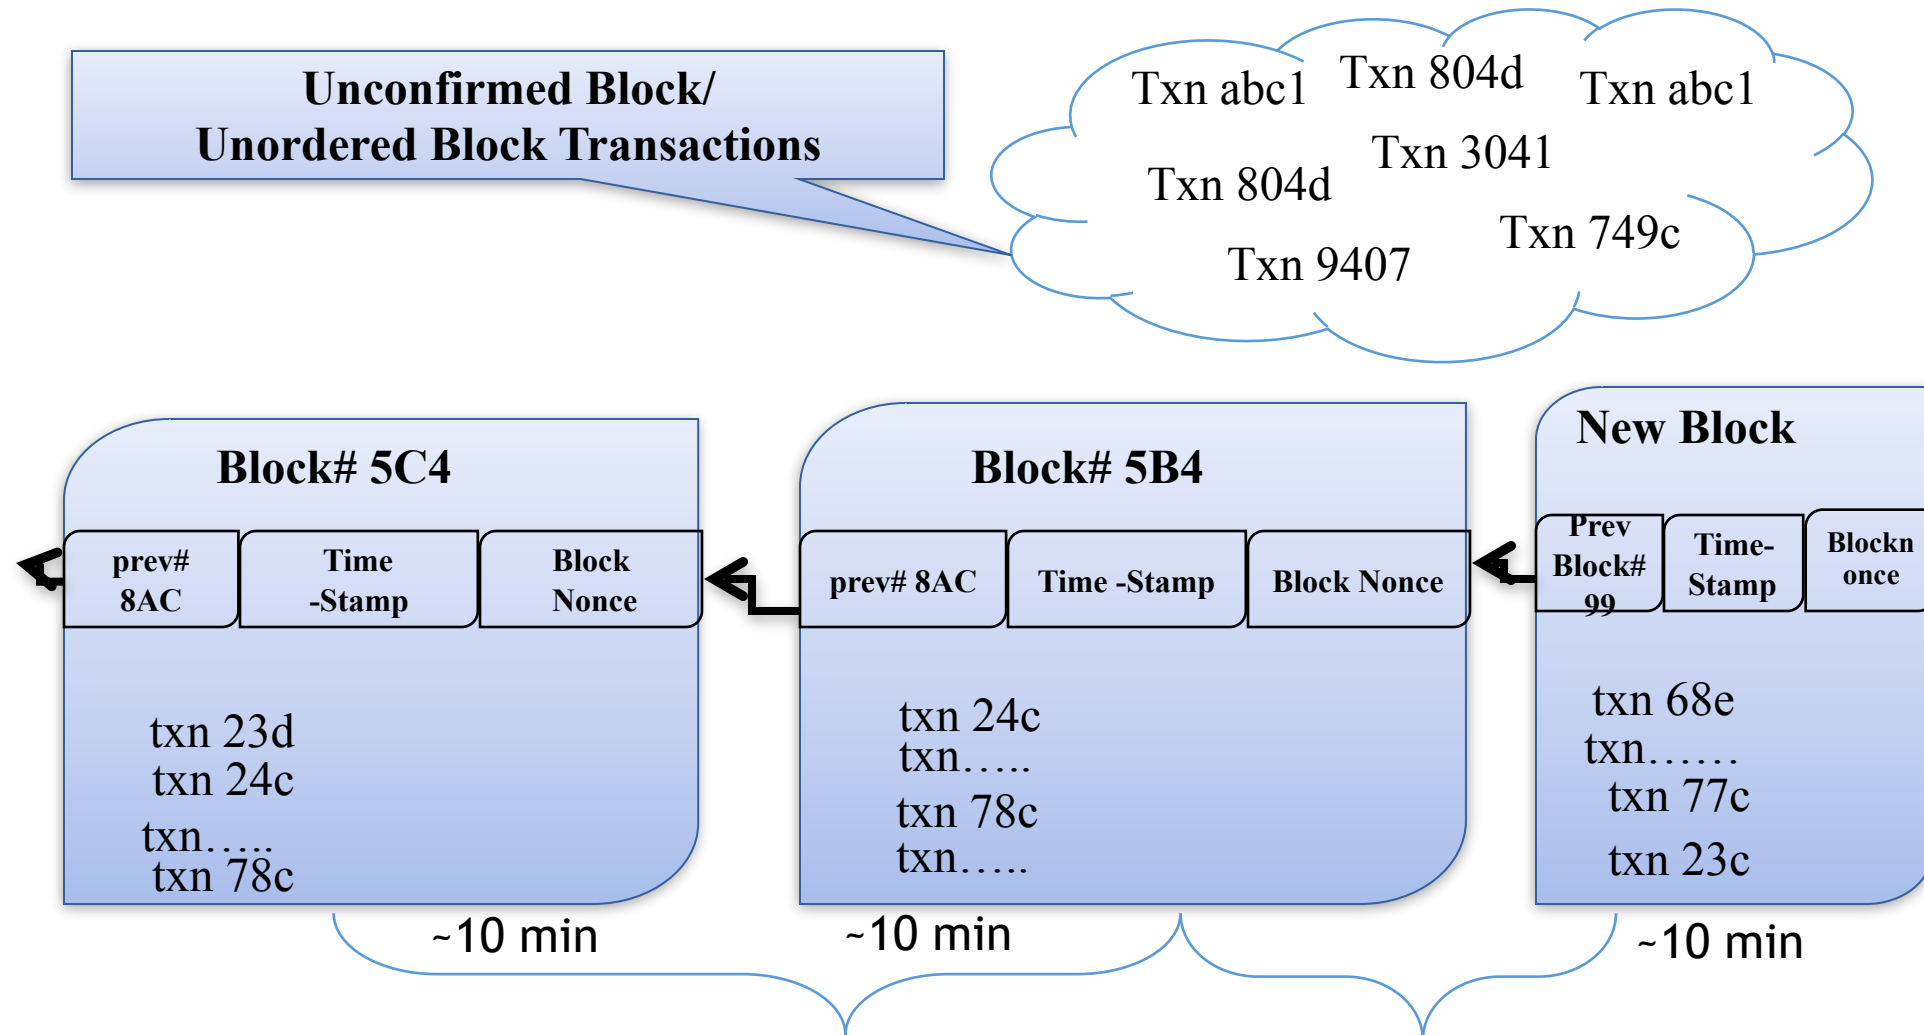 Unconfirmed Block/
Unordered Block Transactions
Txn abc1
Txn 804d
Txn abc1
Txn 3041
Txn 804d
Txn 749c
Txn 9407
Block# 5C4
prev#
8AC
Time
-Stamp
Block
Nonce
txn 23d
txn 24c
txn…..
txn 78c
Block# 5B4
prev# 8AC
Time -Stamp
Block Nonce
txn 24c
txn…..
txn 78c
txn…..
New Block
Prev
Block#
99
Time-
Stamp
Blockn
once
txn 68e
txn……
txn 77c
txn 23c
~10 min
~10 min
~10 min